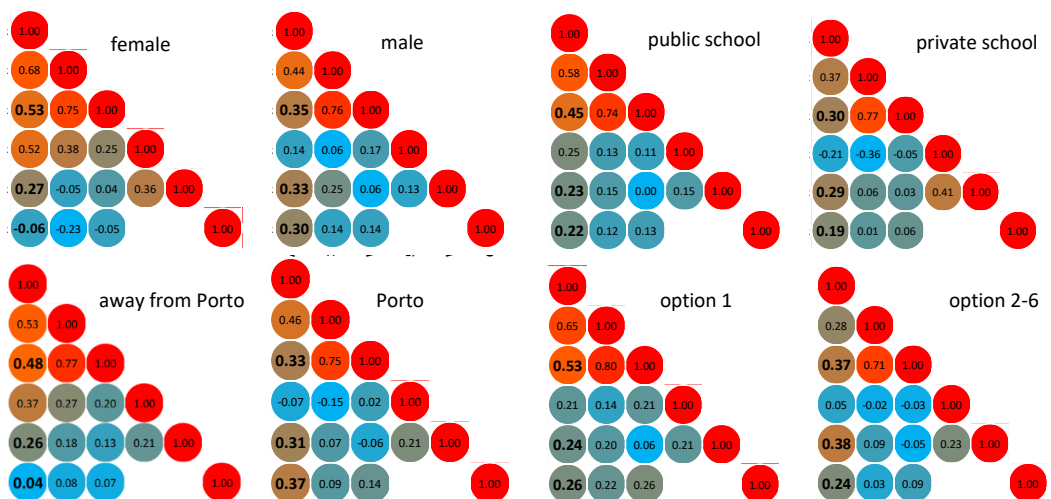 female
1.00
0.68 1.00
0.53 0.75 1.00
0.52 0.38 0.25 1.00
0.27 -0.05 0.04 0.36 1.00
-0.06 -0.23 -0.05 1.00
male
1.00
0.44 1.00
0.35 0.76 1.00
0.14 0.06 0.17 1.00
0.33 0.25 0.06 0.13 1.00
0.30 0.14 0.14 1.00
public school
1.00
0.58 1.00
0.45 0.74 1.00
0.25 0.13 0.11 1.00
0.23 0.15 0.00 0.15 1.00
0.22 0.12 0.13 1.00
private school
1.00
0.37 1.00
0.30 0.77 1.00
-0.21 -0.36 -0.05 1.00
0.29 0.06 0.03 0.41 1.00
0.19 0.01 0.06 1.00
away from Porto
1.00
0.53 1.00
0.48 0.77 1.00
0.37 0.27 0.20 1.00
0.26 0.18 0.13 0.21 1.00
0.04 0.08 0.07 1.00
Porto
1.00
0.46 1.00
0.33 0.75 1.00
-0.07 -0.15 0.02 1.00
0.31 0.07 -0.06 0.21 1.00
0.37 0.09 0.14 1.00
option 1
1.00
0.65 1.00
0.53 0.80 1.00
0.21 0.14 0.21 1.00
0.24 0.20 0.06 0.21 1.00
0.26 0.22 0.26 1.00
option 2-6
1.00
0.28 1.00
0.37 0.71 1.00
0.05 -0.02 -0.03 1.00
0.38 0.09 -0.05 0.23 1.00
0.24 0.03 0.09 1.00